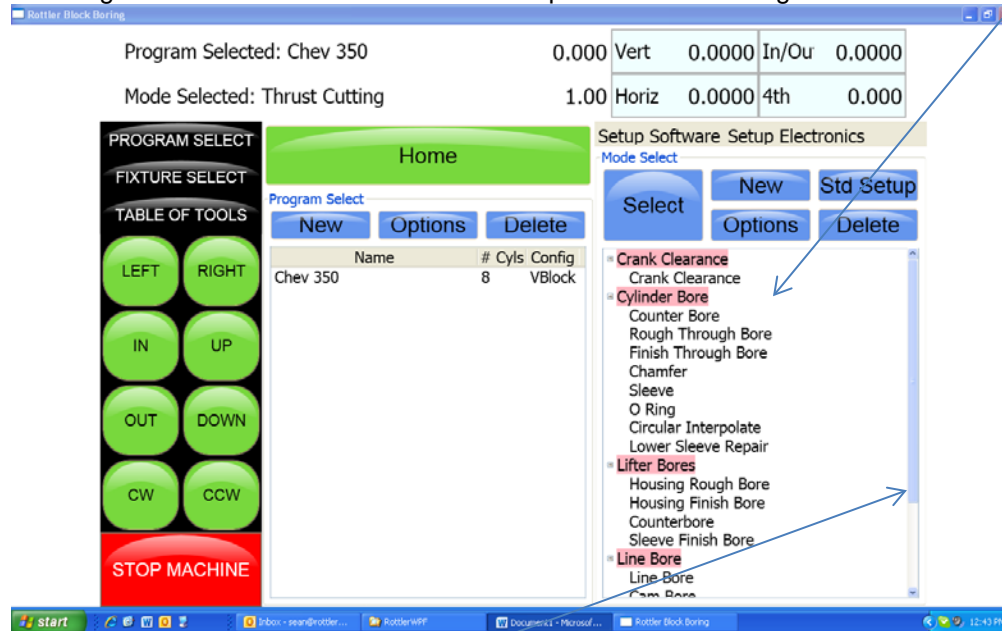 Rottler Block Boring
Program Selected: Chev 350
0.000 Vert 0.0000 In/Ou 0.0000
Mode Selected: Thrust Cutting
1.00 Horiz 0.0000 4th 0.000
PROGRAM SELECT
FIXTURE SELECT
TABLE OF TOOLS
LEFT RIGHT
IN UP
OUT DOWN
CW CCW
STOP MACHINE
Home
Program Select
New Options Delete
Name # Cyls Config
Chev 350 8 VBlock
Setup Software Setup Electronics
Mode Select
Select
New Std Setup
Options Delete
Crank Clearance
Crank Clearance
Cylinder Bore
Counter Bore
Rough Through Bore
Finish Through Bore
Chamfer
Sleeve
O Ring
Circular Interpolate
Lower Sleeve Repair
Lifter Bores
Housing Rough Bore
Housing Finish Bore
Counterbore
Sleeve Finish Bore
Line Bore
Line Bore
Cam Bore
start Inbox - sean@rottler... RottlerWPF Document1 - Microsof... Rottler Block Boring 12:43 PM